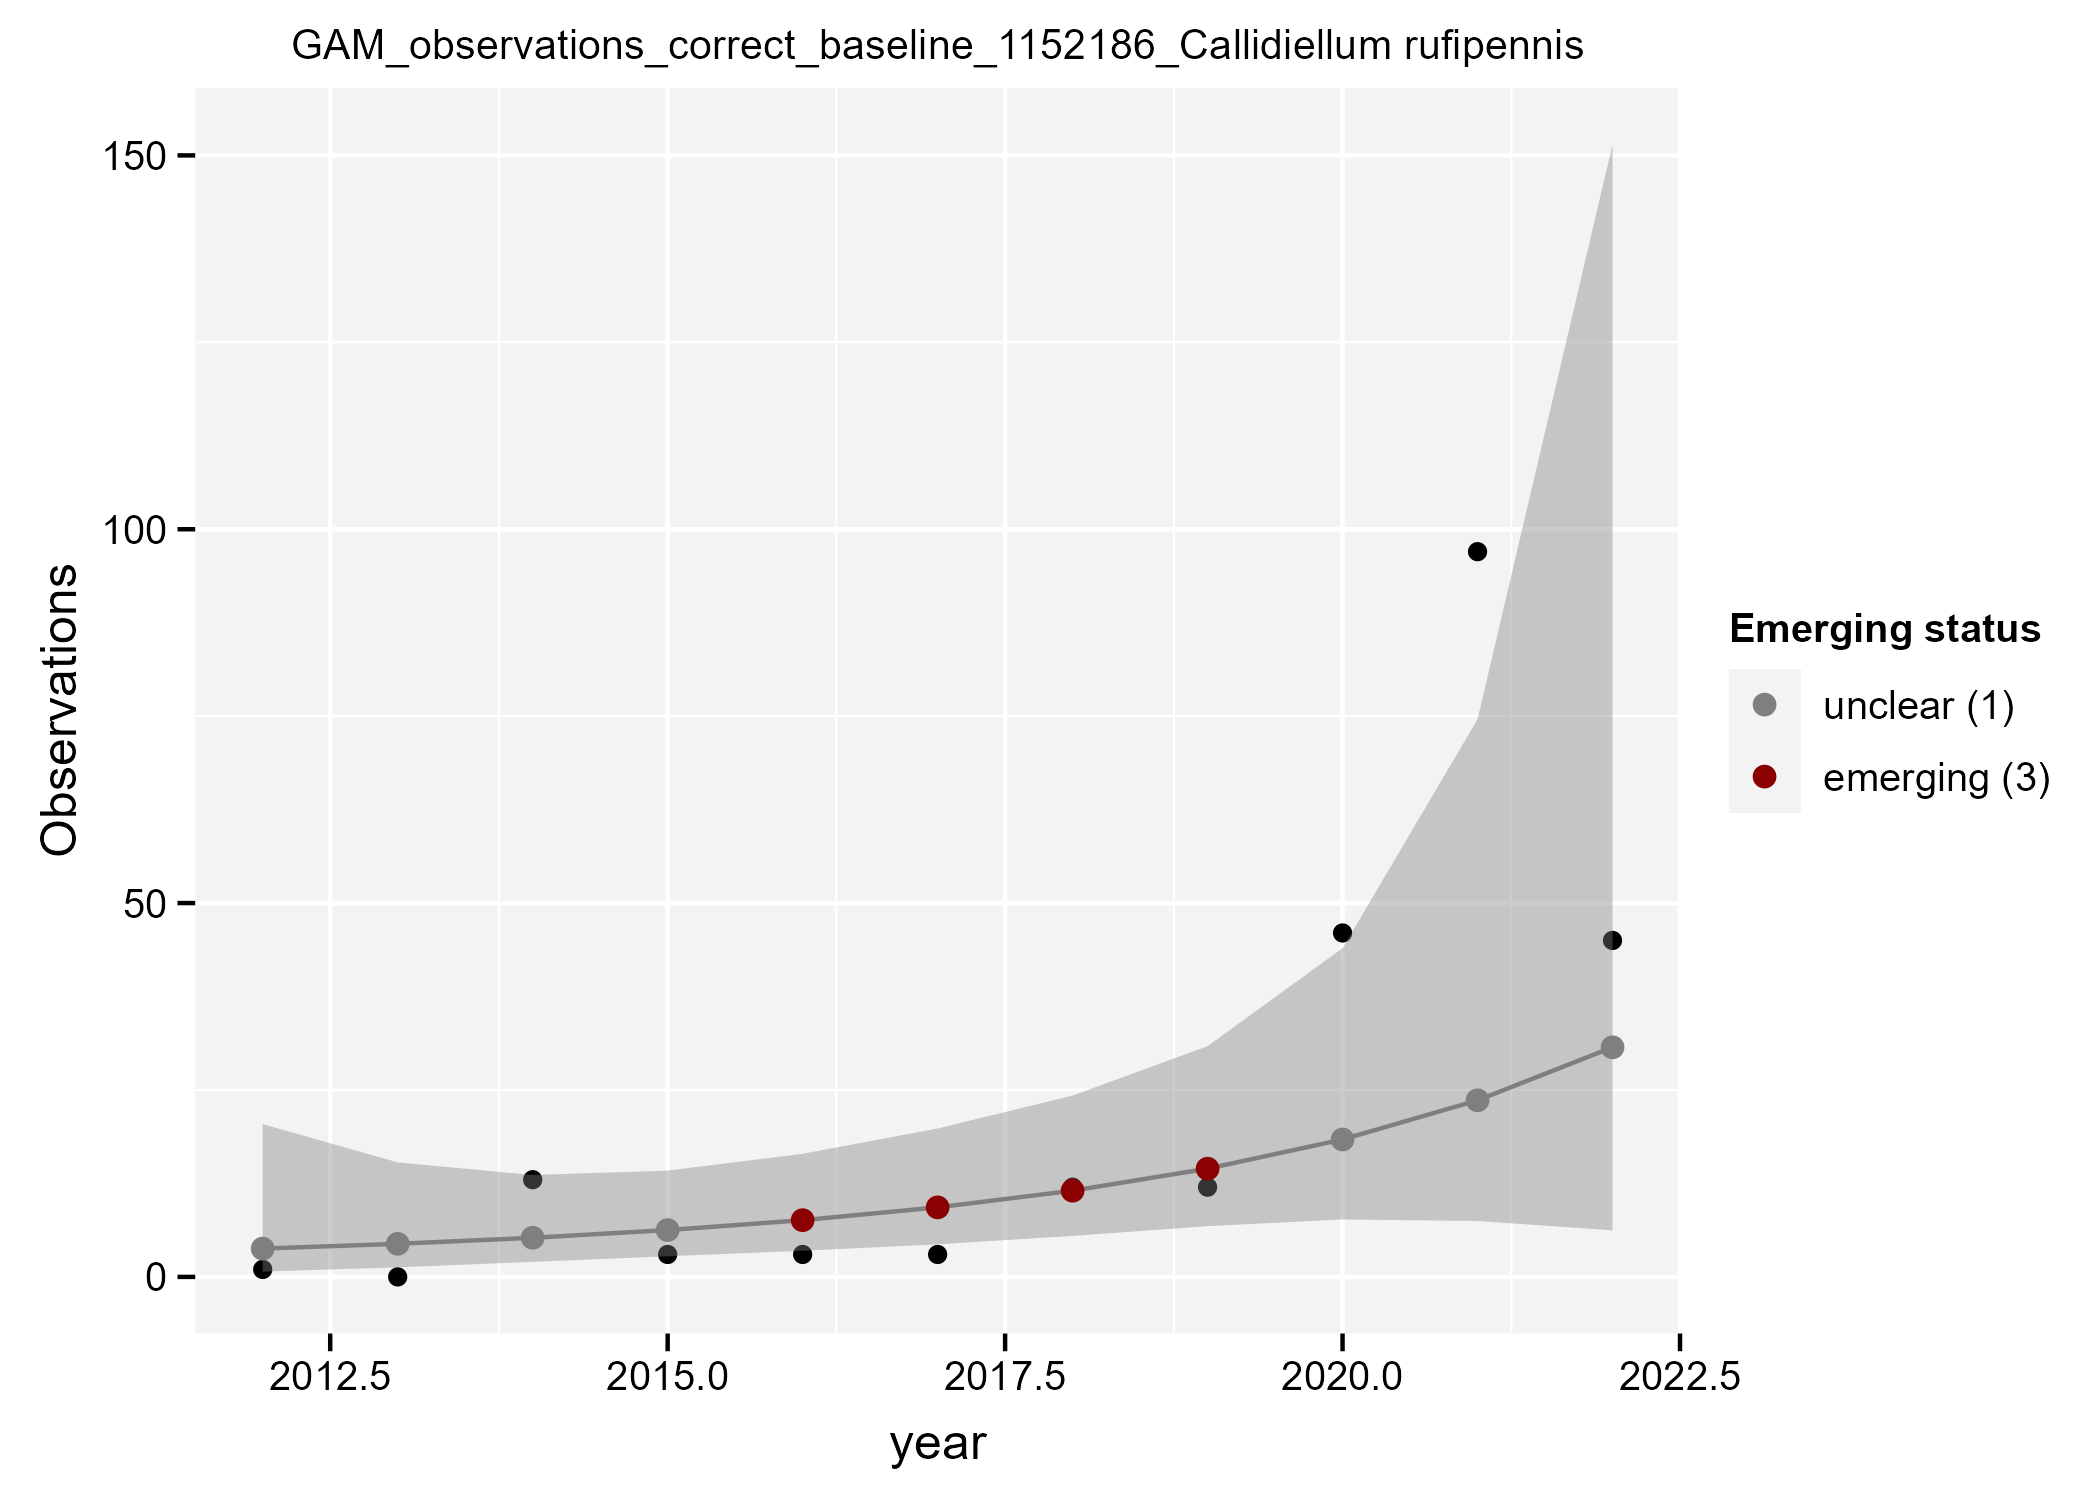 GAM_observations_correct_baseline_1152186_Callidiellum rufipennis
150
100
50
0
Observations
2012.5 2015.0 2017.5 2020.0 2022.5
year
Emerging status
unclear (1)
emerging (3)